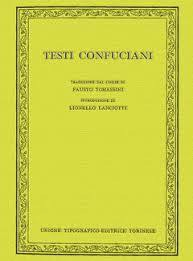 TESTI CONFUCIANI
TRADUZIONE DAL CINESE DI
FAUSTO TOMASSINI
INTRODUZIONE DI
LIONELLO LANCIOTTI
UNIONE TIPOGRAFICO-EDITRICE TORINESE